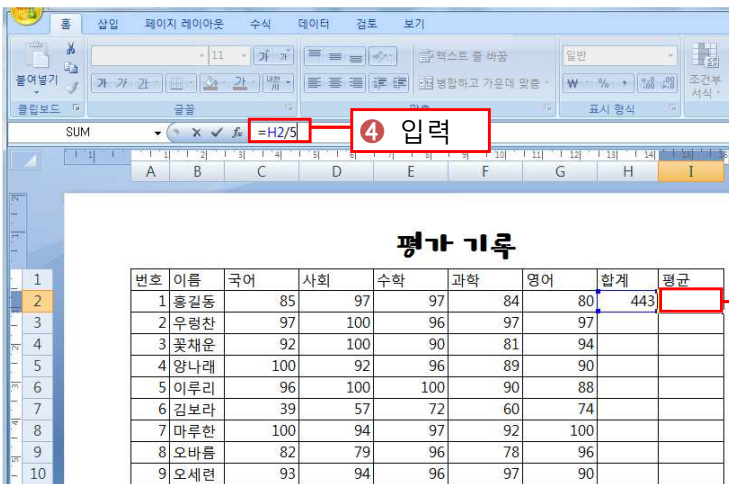 홈 삽입 페이지 레이아웃 수식 데이터 검토 보기
11 가 가 텍스트 줄 바꿈 일반
붙여넣기 가 가 가 가 병합하고 가운데 맞춤 W % , 조건부 서식
클립보드 글꼴 맞춤 표시 형식
SUM fx =H2/5 ❹ 입력
A B C D E F G H I
평가 기록
1 번호 이름 국어 사회 수학 과학 영어 합계 평균
2 1 홍길동 85 97 97 84 80 443
3 2 우렁찬 97 100 96 97 97
4 3 꽃채운 92 100 90 81 94
5 4 양나래 100 92 96 89 90
6 5 이루리 96 100 100 90 88
7 6 김보라 39 57 72 60 74
8 7 마루한 100 94 97 92 100
9 8 오바름 82 79 96 78 96
10 9 오세련 93 94 96 97 90